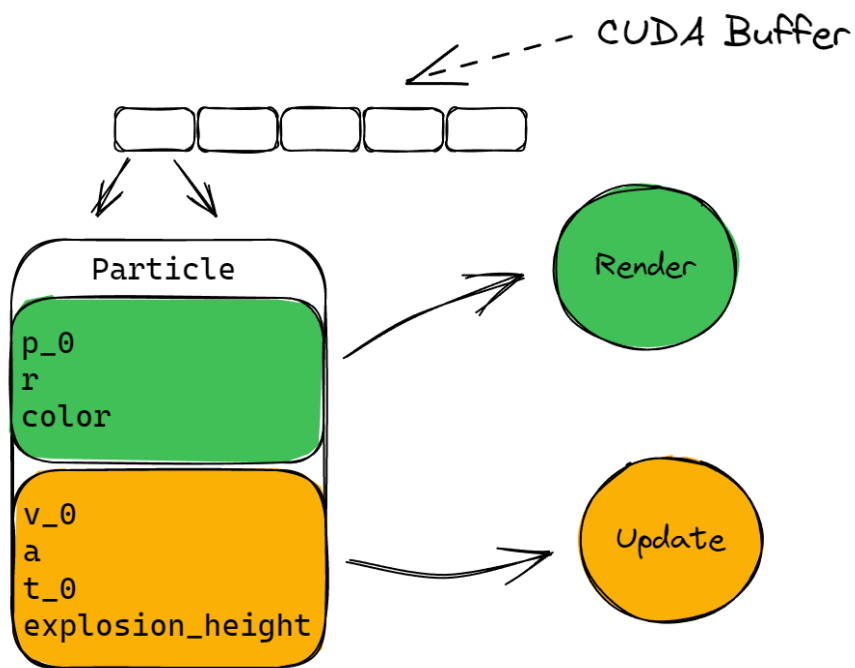 CUDA Buffer
Particle
p_0
r
color
Render
v_0
a
t_0
explosion_height
Update